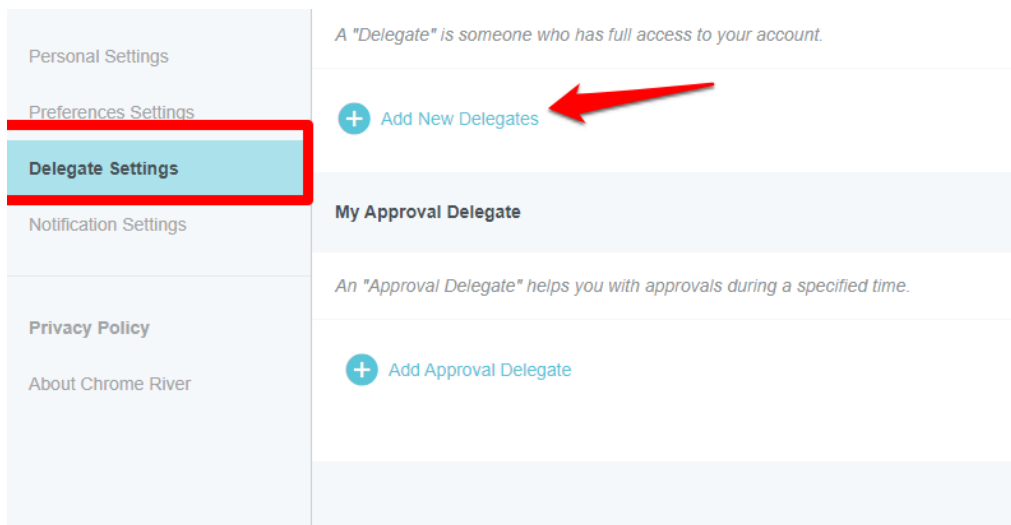 Personal Settings
Preferences Settings
Delegate Settings
Notification Settings
Privacy Policy
About Chrome River
A "Delegate" is someone who has full access to your account.
Add New Delegates
My Approval Delegate
An "Approval Delegate" helps you with approvals during a specified time.
Add Approval Delegate